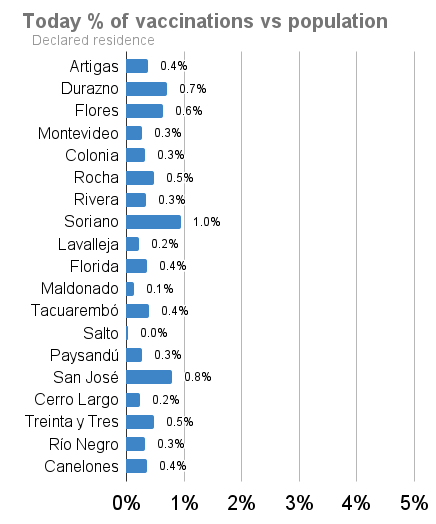 Today % of vaccinations vs population
Declared residence
Artigas 0.4%
Durazno 0.7%
Flores 0.6%
Montevideo 0.3%
Colonia 0.3%
Rocha 0.5%
Rivera 0.3%
Soriano 1.0%
Lavalleja 0.2%
Florida 0.4%
Maldonado 0.1%
Tacuarembó 0.4%
Salto 0.0%
Paysandú 0.3%
San José 0.8%
Cerro Largo 0.2%
Treinta y Tres 0.5%
Río Negro 0.3%
Canelones 0.4%
0% 1% 2% 3% 4% 5%